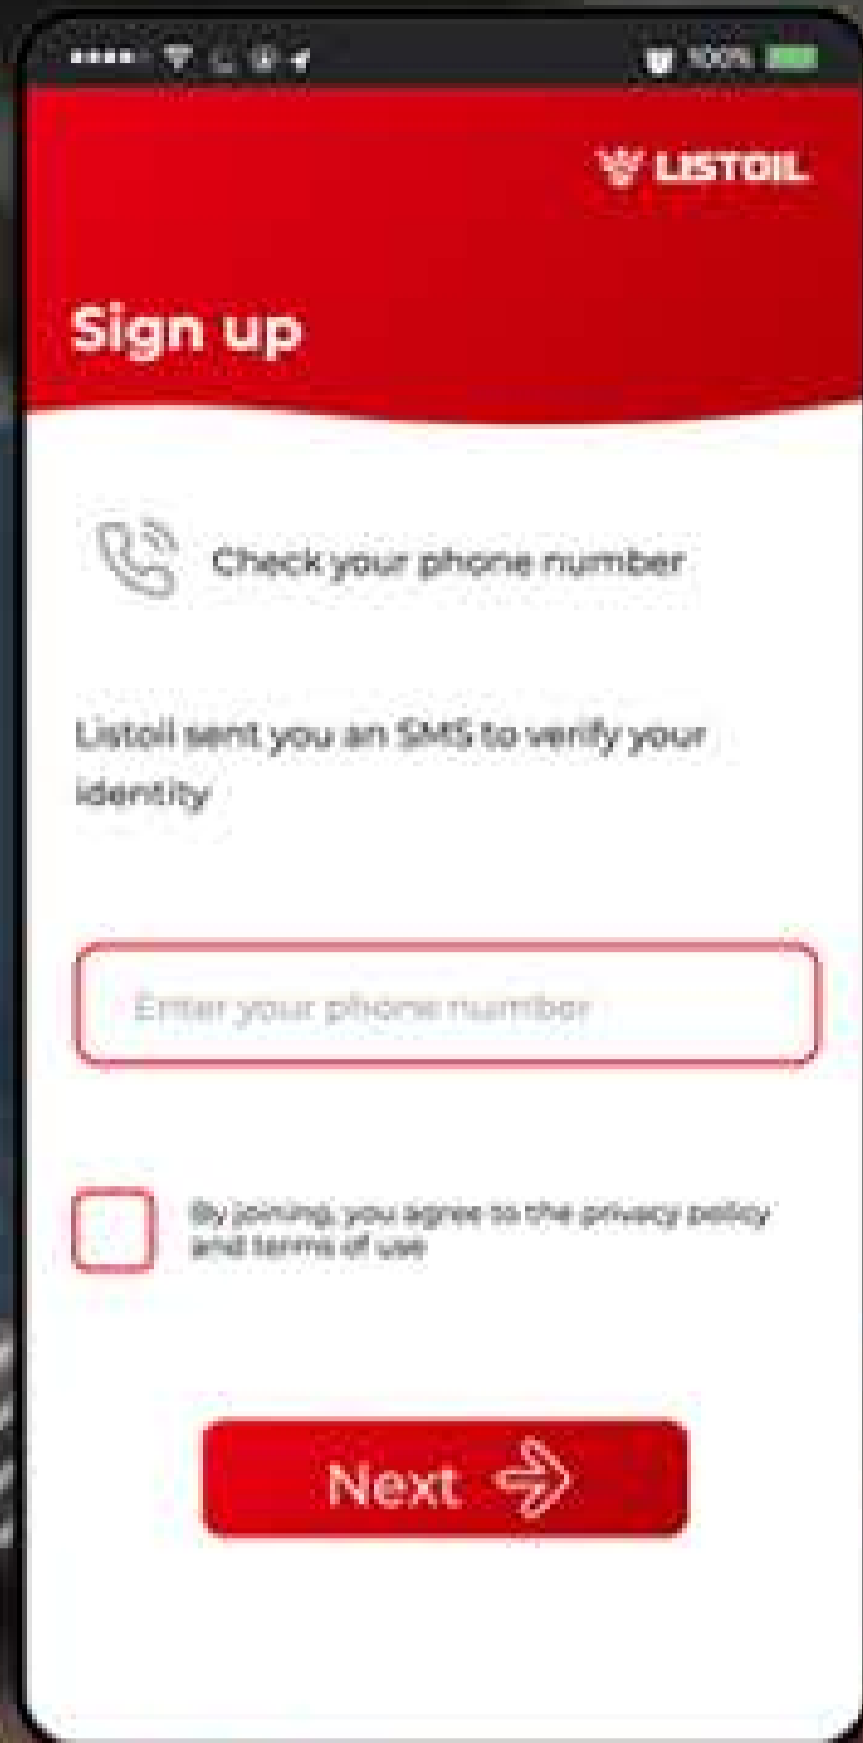 100%
LISTOIL
Sign up
Check your phone number
Listoil sent you an SMS to verify your
identity
Enter your phone number
By joining, you agree to the privacy policy
and terms of use
Next